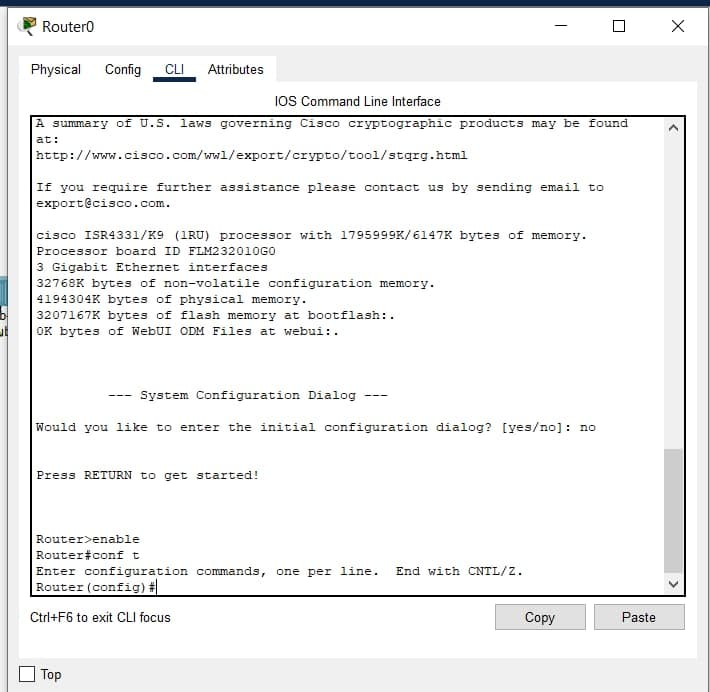 Router0
Physical Config CLI Attributes
IOS Command Line Interface
A summary of U.S. laws governing Cisco cryptographic products may be found
at:
http://www.cisco.com/wwl/export/crypto/tool/stqrg.html
If you require further assistance please contact us by sending email to
export@cisco.com.
cisco ISR4331/K9 (1RU) processor with 1795999K/6147K bytes of memory.
Processor board ID FLM232010G0
3 Gigabit Ethernet interfaces
32768K bytes of non-volatile configuration memory.
4194304K bytes of physical memory.
3207167K bytes of flash memory at bootflash:.
0K bytes of WebUI ODM Files at webui:.
--- System Configuration Dialog ---
Would you like to enter the initial configuration dialog? [yes/no]: no
Press RETURN to get started!
Router>enable
Router#conf t
Enter configuration commands, one per line. End with CNTL/Z.
Router(config)#
Ctrl+F6 to exit CLI focus
Copy Paste
Top